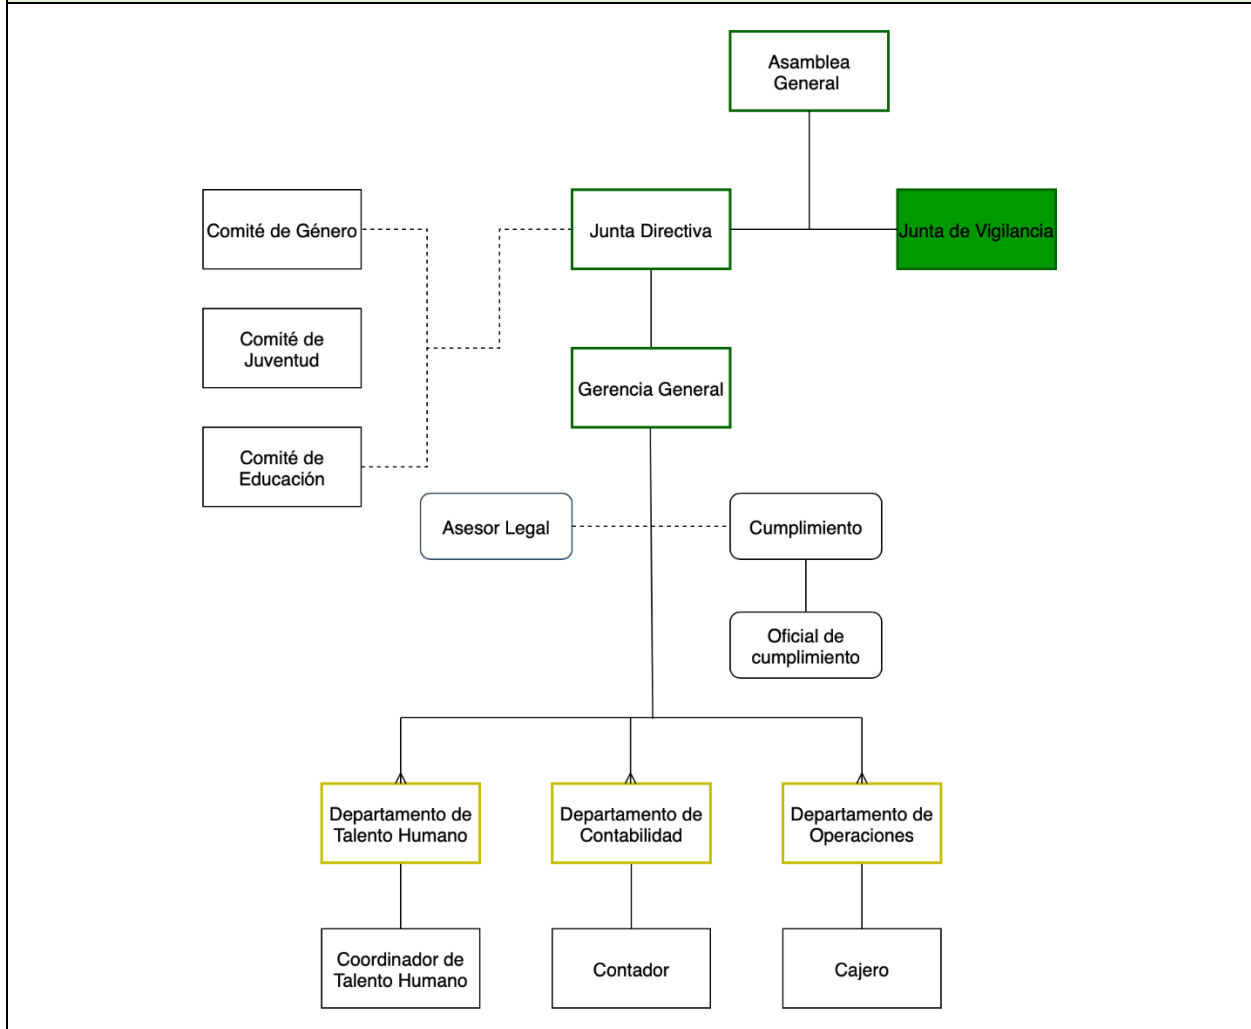 Asamblea
General
Comité de Género
Junta Directiva
Junta de Vigilancia
Comité de
Juventud
Gerencia General
Comité de
Educación
Asesor Legal
Cumplimiento
Oficial de
cumplimiento
Departamento de
Talento Humano
Departamento de
Contabilidad
Departamento de
Operaciones
Coordinador de
Talento Humano
Contador
Cajero